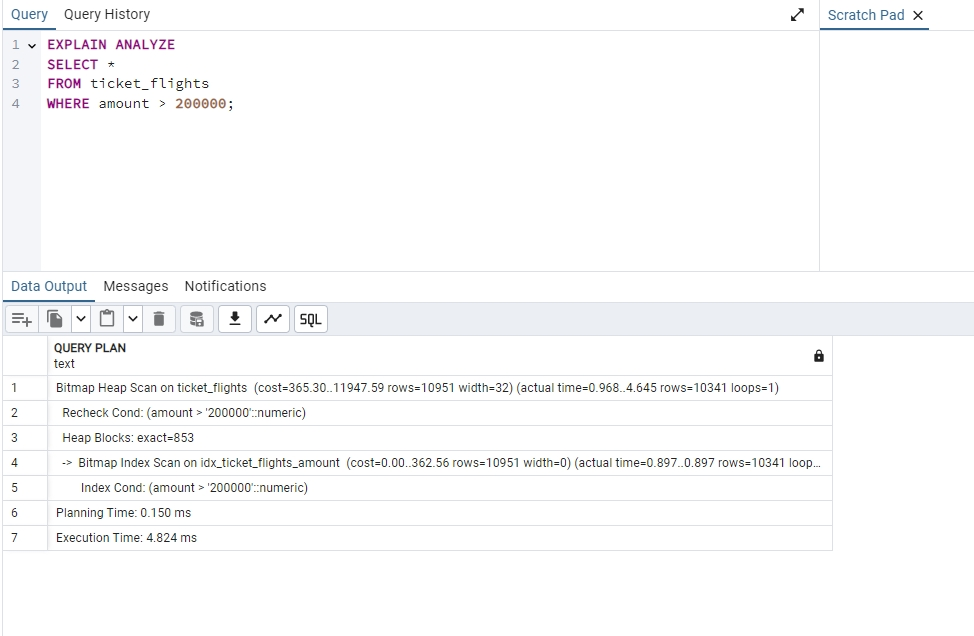 Query Query History
Scratch Pad
1 EXPLAIN ANALYZE
2 SELECT *
3 FROM ticket_flights
4 WHERE amount > 200000;
Data Output Messages Notifications
SQL
QUERY PLAN
text
1 Bitmap Heap Scan on ticket_flights (cost=365.30..11947.59 rows=10951 width=32) (actual time=0.968..4.645 rows=10341 loops=1)
2 Recheck Cond: (amount > '200000'::numeric)
3 Heap Blocks: exact=853
4 -> Bitmap Index Scan on idx_ticket_flights_amount (cost=0.00..362.56 rows=10951 width=0) (actual time=0.897..0.897 rows=10341 loop...
5 Index Cond: (amount > '200000'::numeric)
6 Planning Time: 0.150 ms
7 Execution Time: 4.824 ms